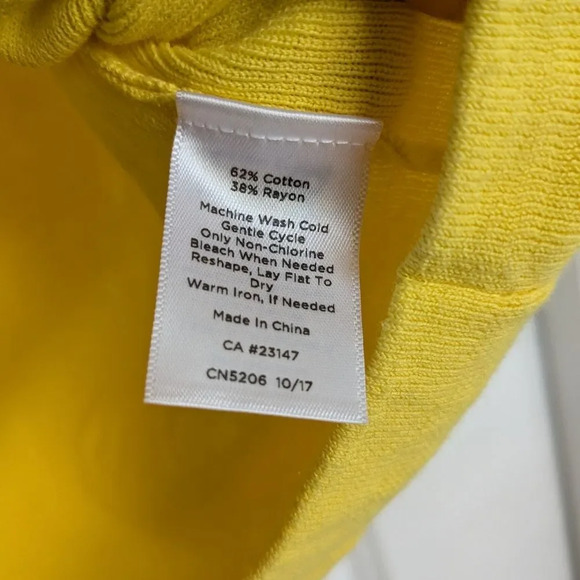 62% Cotton
38% Rayon
Machine Wash Cold
Gentle Cycle
Only Non-Chlorine
Bleach When Needed
Reshape, Lay Flat To
Dry
Warm Iron, If Needed
Made In China
CA #23147
CN5206 10/17